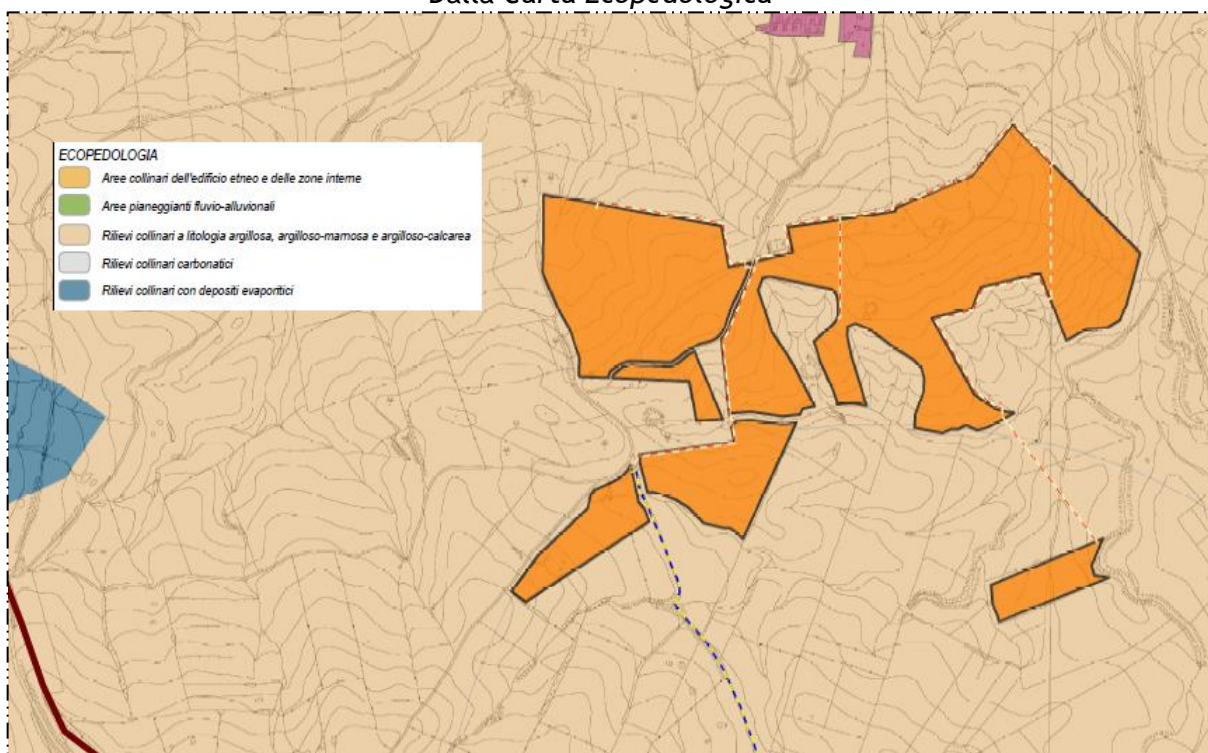 Dalla Carta Ecopedologica
ECOPEDOLOGIA
Aree collinari dell'edificio etneo e delle zone interne
Aree pianeggianti fluvio-alluvionali
Rilievi collinari a litologia argillosa, argilloso-marnosa e argilloso-calcarea
Rilievi collinari carbonatici
Rilievi collinari con depositi evaporitici